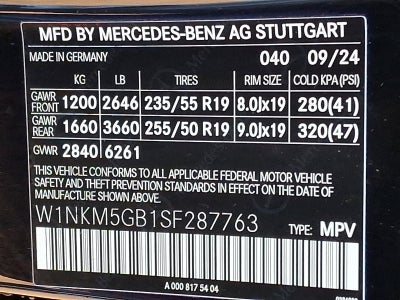 MFD BY MERCEDES-BENZ AG STUTTGART
MADE IN GERMANY 040 09/24
KG LB TIRES RIM SIZE COLD KPA(PSI)
GAWR FRONT 1200 2646 235/55 R19 8.0Jx19 280(41)
GAWR REAR 1660 3660 255/50 R19 9.0Jx19 320(47)
GVWR 2840 6261
THIS VEHICLE CONFORMS TO ALL APPLICABLE FEDERAL MOTOR VEHICLE
SAFETY AND THEFT PREVENTION STANDARDS IN EFFECT ON THE DATE
OF MANUFACTURE SHOWN ABOVE.
W1NKM5GB1SF287763 TYPE: MPV
A 000 817 54 04